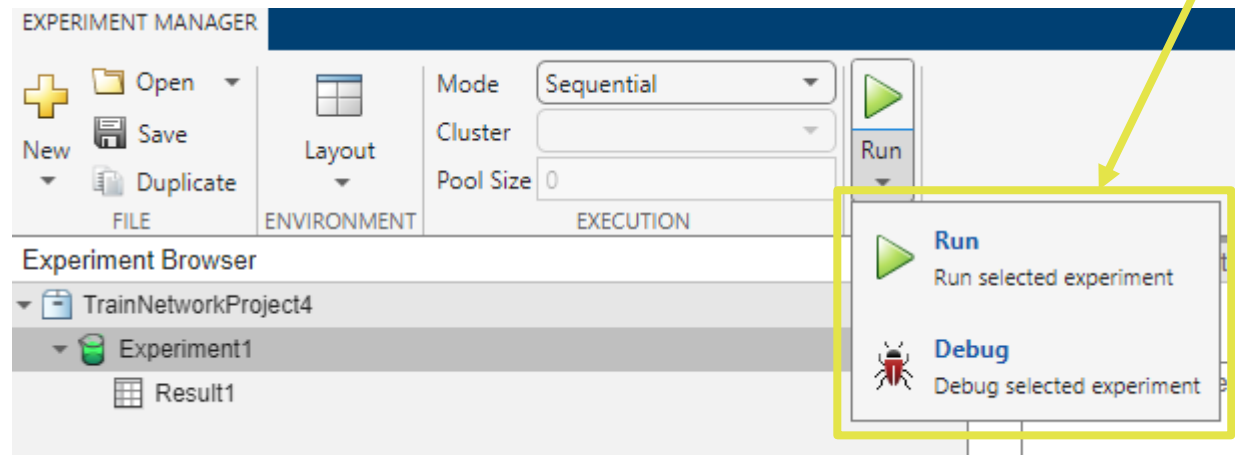 EXPERIMENT MANAGER
New
Open
Save
Duplicate
FILE
Layout
ENVIRONMENT
Mode Sequential
Cluster
Pool Size 0
EXECUTION
Run
Run
Run selected experiment
Debug
Debug selected experiment
Experiment Browser
TrainNetworkProject4
Experiment1
Result1